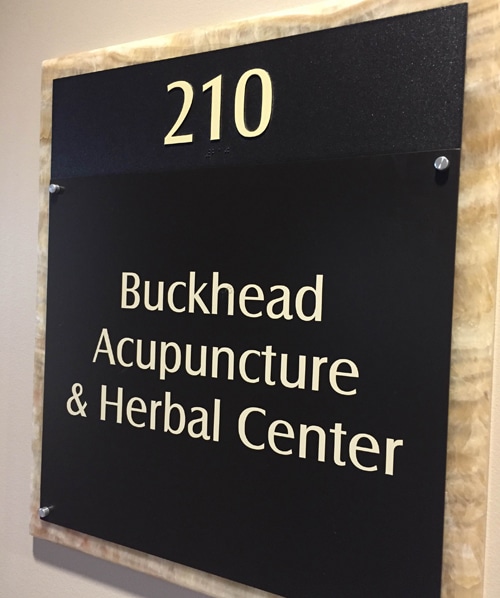 210
Buckhead
Acupuncture
& Herbal Center